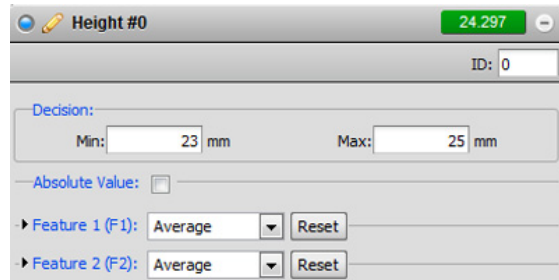 Height #0 24.297
ID: 0
Decision:
Min: 23 mm Max: 25 mm
Absolute Value:
Feature 1 (F1): Average Reset
Feature 2 (F2): Average Reset